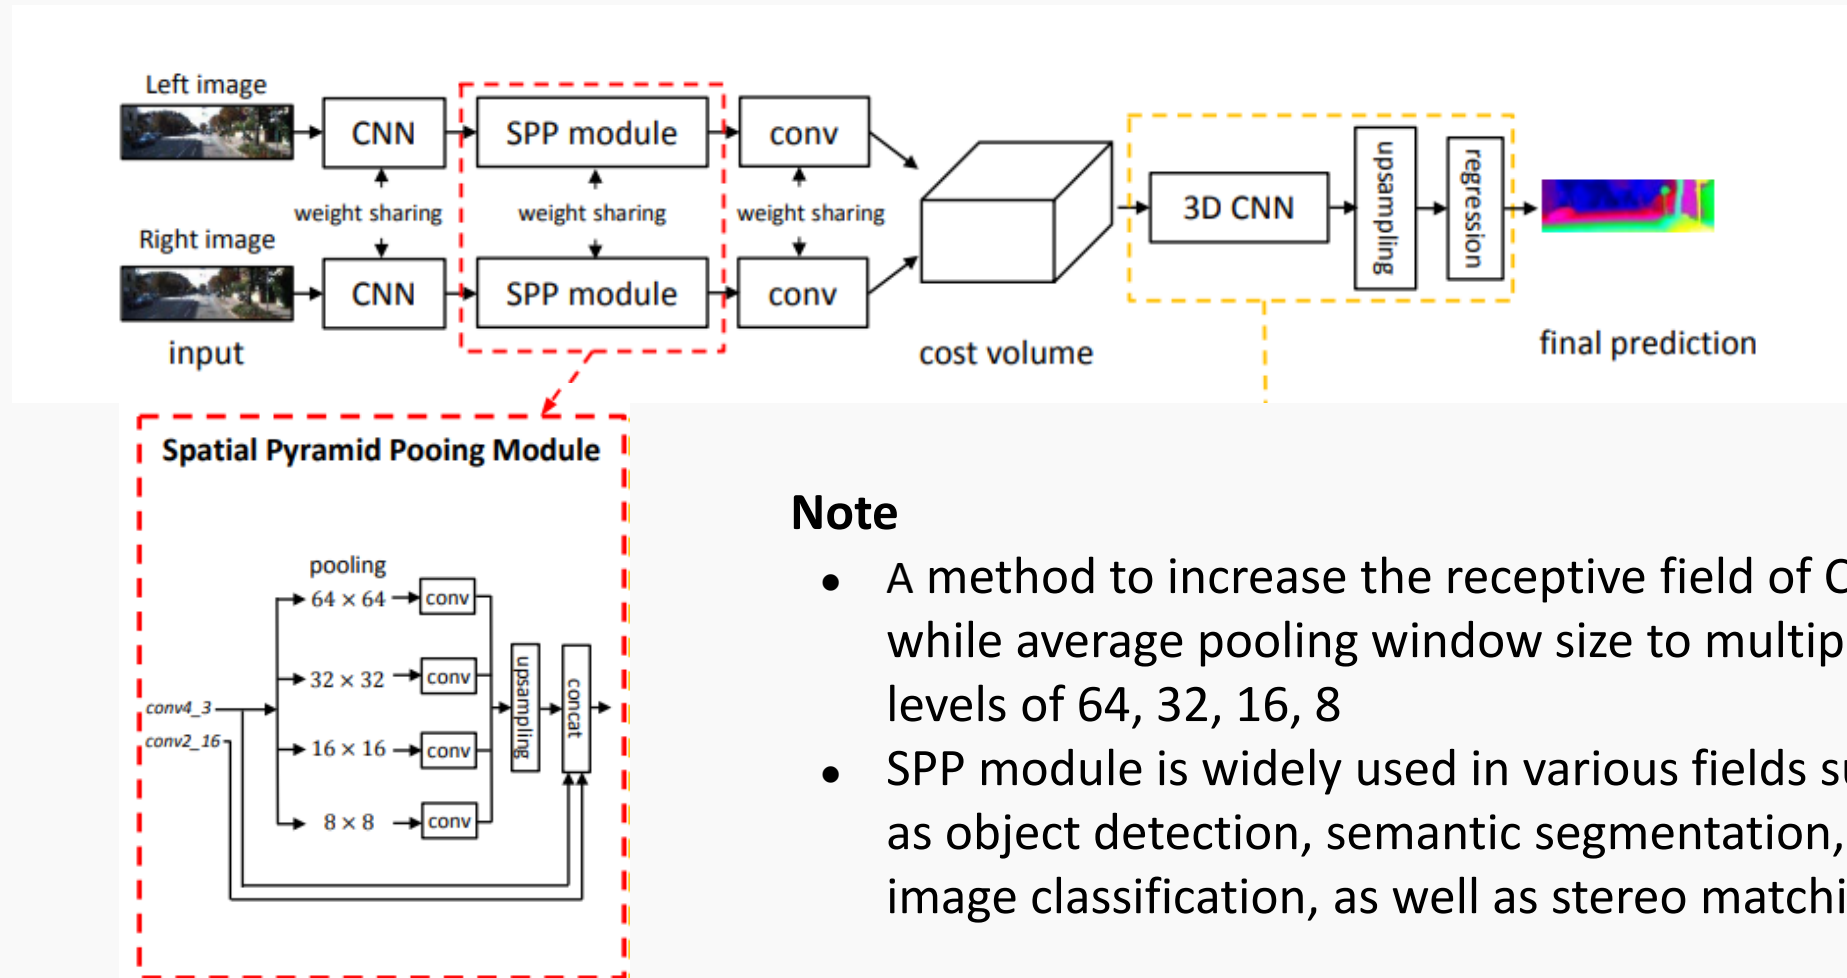 Left image
CNN
SPP module
conv
weight sharing
weight sharing
weight sharing
Right image
CNN
SPP module
conv
input
cost volume
3D CNN
upsampling
regression
final prediction
Spatial Pyramid Pooing Module
pooling
64 × 64
conv
32 × 32
conv
16 × 16
conv
8 × 8
conv
conv4_3
conv2_16
upsampling
concat
Note
● A method to increase the receptive field of
while average pooling window size to
levels of 64, 32, 16, 8
● SPP module is widely used in various fields
as object detection, semantic segmentation,
image classification, as well as stereo